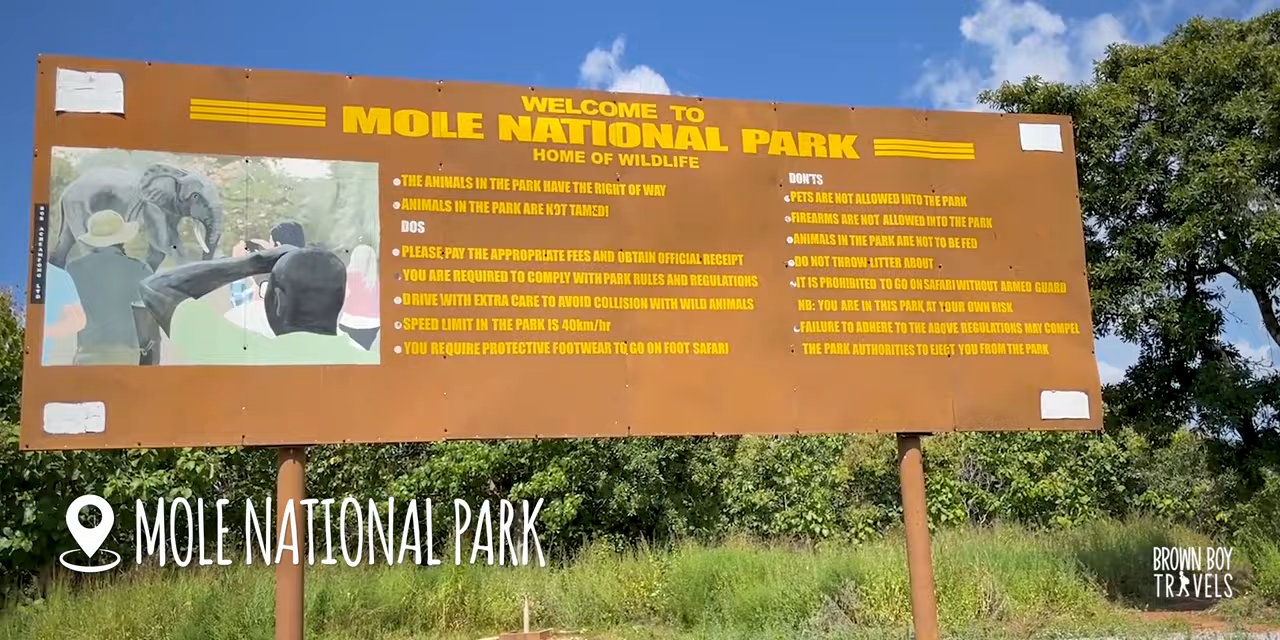 WELCOME TO
MOLE NATIONAL PARK
HOME OF WILDLIFE
THE ANIMALS IN THE PARK HAVE THE RIGHT OF WAY
ANIMALS IN THE PARK ARE NOT TAMED!
DOS
PLEASE PAY THE APPROPRIATE FEES AND OBTAIN OFFICIAL RECEIPT
YOU ARE REQUIRED TO COMPLY WITH PARK RULES AND REGULATIONS
DRIVE WITH EXTRA CARE TO AVOID COLLISION WITH WILD ANIMALS
SPEED LIMIT IN THE PARK IS 40km/hr
YOU REQUIRE PROTECTIVE FOOTWEAR TO GO ON FOOT SAFARI
DON'TS
PETS ARE NOT ALLOWED INTO THE PARK
FIREARMS ARE NOT ALLOWED INTO THE PARK
ANIMALS IN THE PARK ARE NOT TO BE FED
DO NOT THROW LITTER ABOUT
IT IS PROHIBITED TO GO ON SAFARI WITHOUT ARMED GUARD
NB: YOU ARE IN THIS PARK AT YOUR OWN RISK
FAILURE TO ADHERE TO THE ABOVE REGULATIONS MAY COMPEL
THE PARK AUTHORITIES TO EJECT YOU FROM THE PARK
MOLE NATIONAL PARK
BROWN BOY
TRAVELS